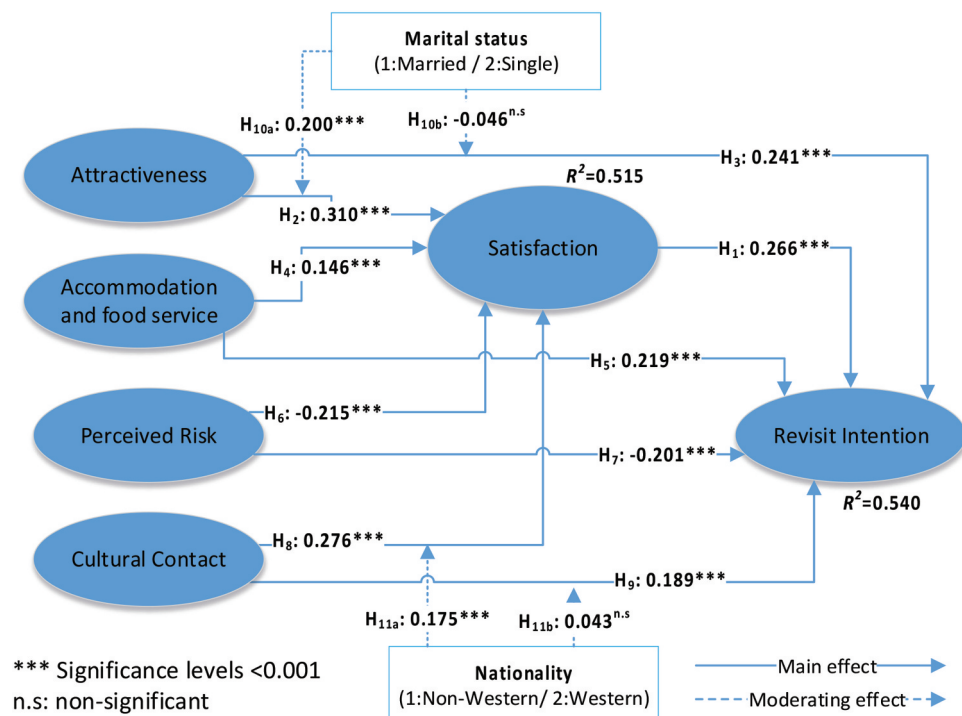 Marital status
(1:Married / 2:Single)
H10a: 0.200***
H10b: -0.046n.s
Attractiveness
H3: 0.241***
R²=0.515
H2: 0.310***
Satisfaction
H1: 0.266***
H4: 0.146***
Accommodation
and food service
H5: 0.219***
H6: -0.215***
Perceived Risk
Revisit Intention
H7: -0.201***
R²=0.540
H8: 0.276***
Cultural Contact
H9: 0.189***
H11a: 0.175***
H11b: 0.043n.s
*** Significance levels <0.001
n.s: non-significant
Nationality
(1:Non-Western/ 2:Western)
Main effect
Moderating effect